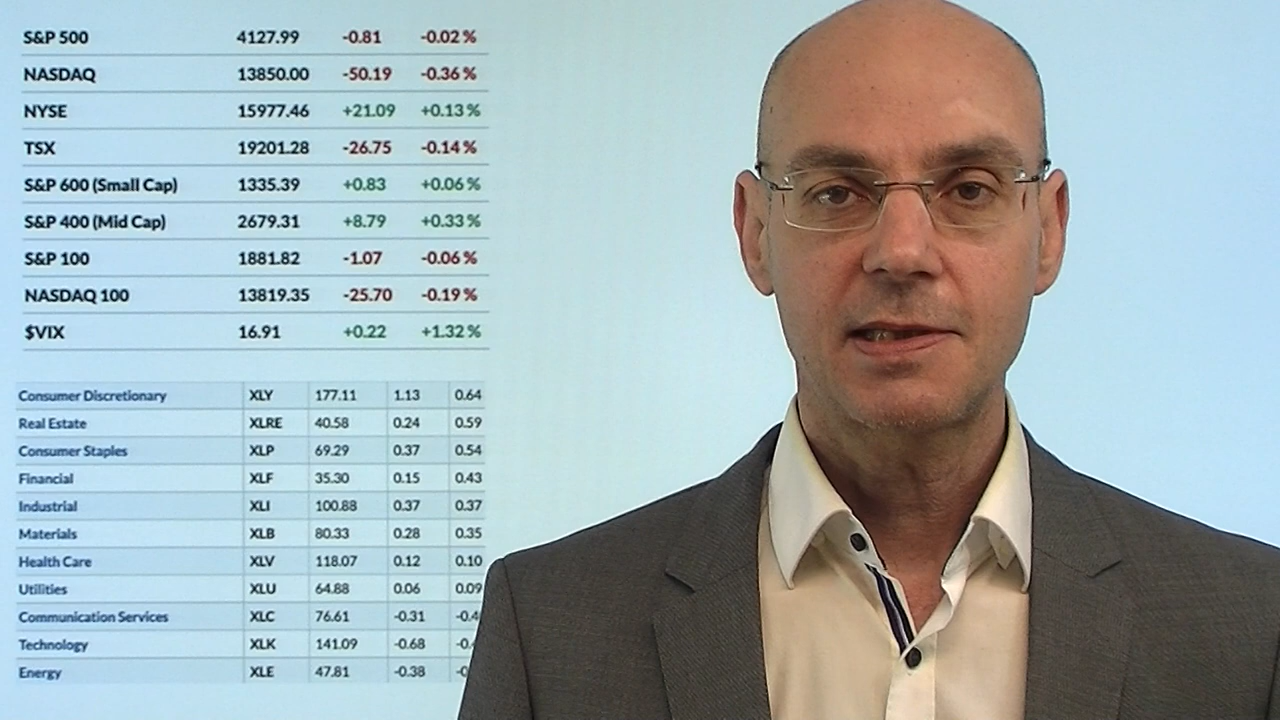 S&P 500 4127.99 -0.81 -0.02%
NASDAQ 13850.00 -50.19 -0.36%
NYSE 15977.46 +21.09 +0.13%
TSX 19201.28 -26.75 -0.14%
S&P 600 (Small Cap) 1335.39 +0.83 +0.06%
S&P 400 (Mid Cap) 2679.31 +8.79 +0.33%
S&P 100 1881.82 -1.07 -0.06%
NASDAQ 100 13819.35 -25.70 -0.19%
$VIX 16.91 +0.22 +1.32%
Consumer Discretionary XLY 177.11 1.13 0.64
Real Estate XLRE 40.58 0.24 0.59
Consumer Staples XLP 69.29 0.37 0.54
Financial XLF 35.30 0.15 0.43
Industrial XLI 100.88 0.37 0.37
Materials XLB 80.33 0.28 0.35
Health Care XLV 118.07 0.12 0.10
Utilities XLU 64.88 0.06 0.09
Communication Services XLC 76.61 -0.31
Technology XLK 141.09 -0.68
Energy XLE 47.81 -0.38